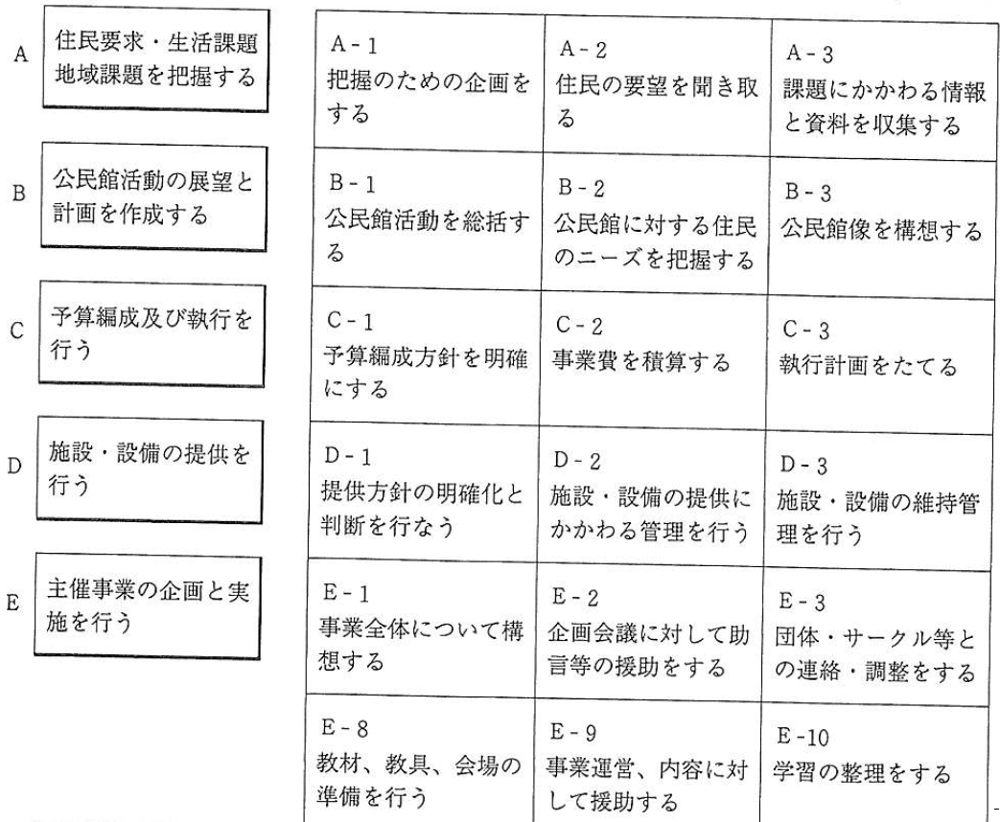 A
住民要求・生活課題
地域課題を把握する
A-1
把握のための企画を
する
A-2
住民の要望を聞き取
る
A-3
課題にかかわる情報
と資料を収集する
B
公民館活動の展望と
計画を作成する
B-1
公民館活動を総括す
る
B-2
公民館に対する住民
のニーズを把握する
B-3
公民館像を構想する
C
予算編成及び執行を
行う
C-1
予算編成方針を明確
にする
C-2
事業費を積算する
C-3
執行計画をたてる
D
施設・設備の提供を
行う
D-1
提供方針の明確化と
判断を行なう
D-2
施設・設備の提供に
かかわる管理を行う
D-3
施設・設備の維持管
理を行う
E
主催事業の企画と実
施を行う
E-1
事業全体について構
想する
E-2
企画会議に対して助
言等の援助をする
E-3
団体・サークル等と
の連絡・調整をする
E-8
教材、教具、会場の
準備を行う
E-9
事業運営、内容に対
して援助する
E-10
学習の整理をする